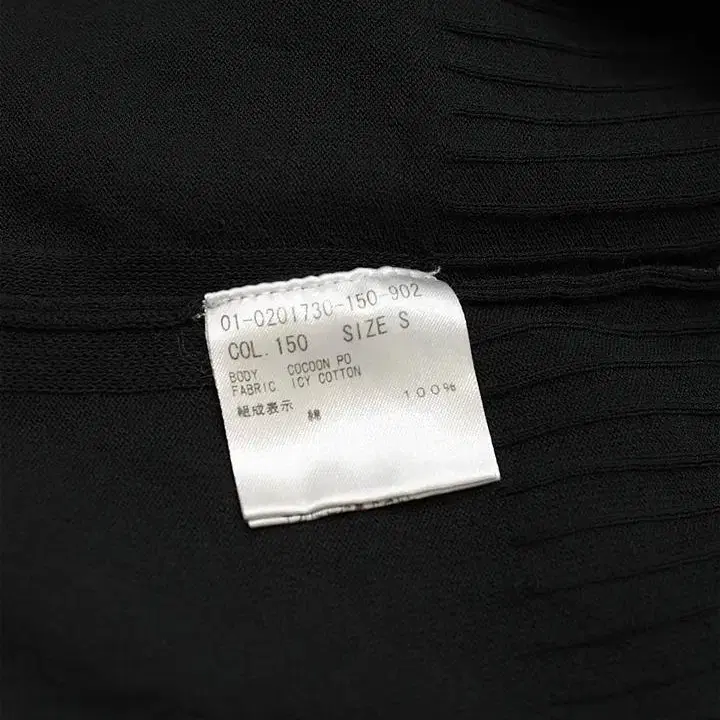 01-0201730-150-902
COL. 150 SIZE S
BODY COCOON PO
FABRIC ICY COTTON
組成表示 綿 100%